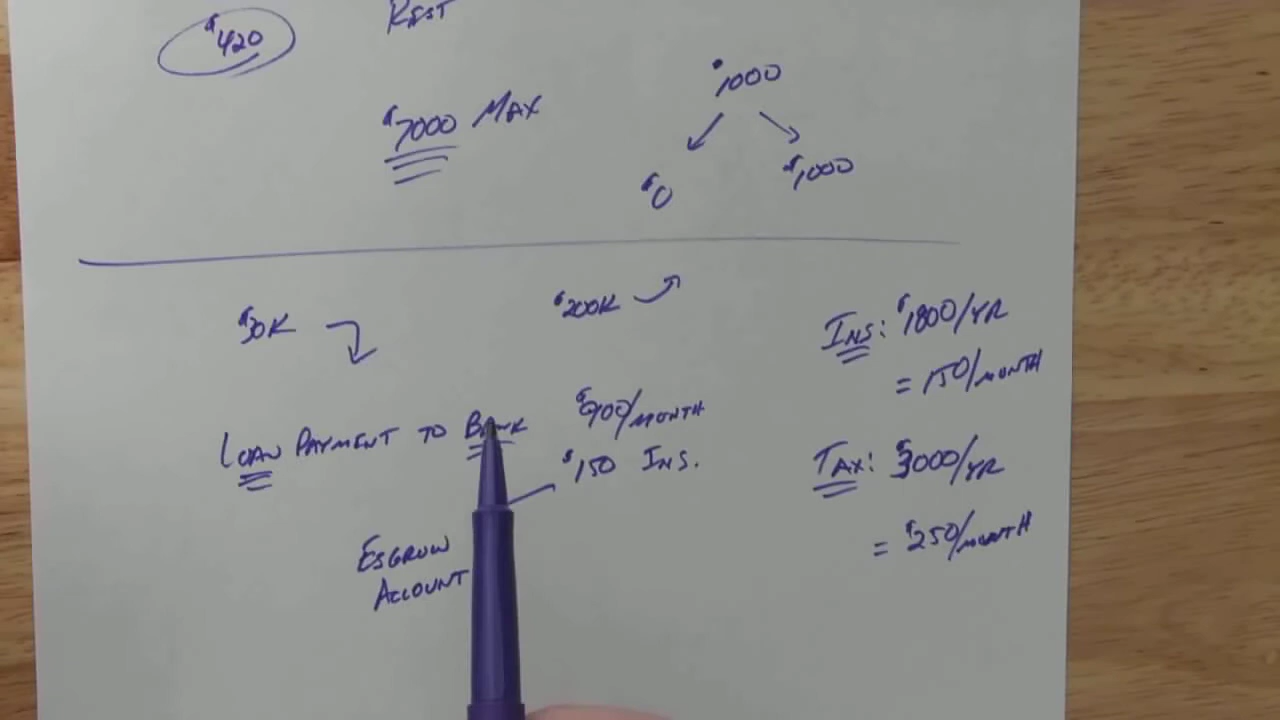 $420
REST
$7000 MAX
$1000
$0
$1000
$30K
$200K
INS: $1800/YR
= 150/MONTH
LOAN PAYMENT TO BANK
$900/MONTH
$150 INS.
TAX: $3000/YR
= $250/MONTH
ESGROW
ACCOUNT